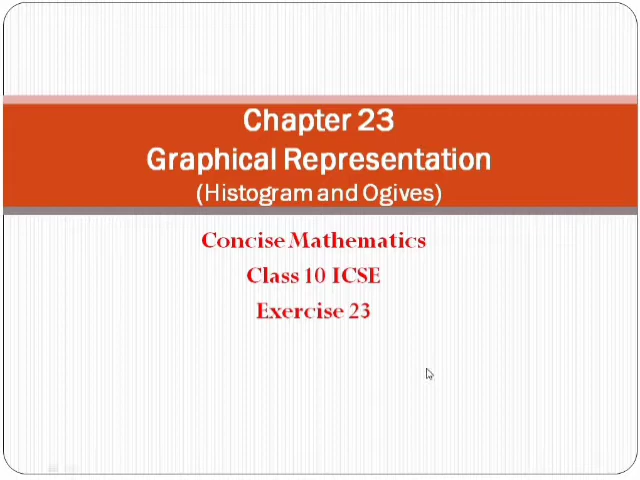 Chapter 23
Graphical Representation
(Histogram and Ogives)
Concise Mathematics
Class 10 ICSE
Exercise 23